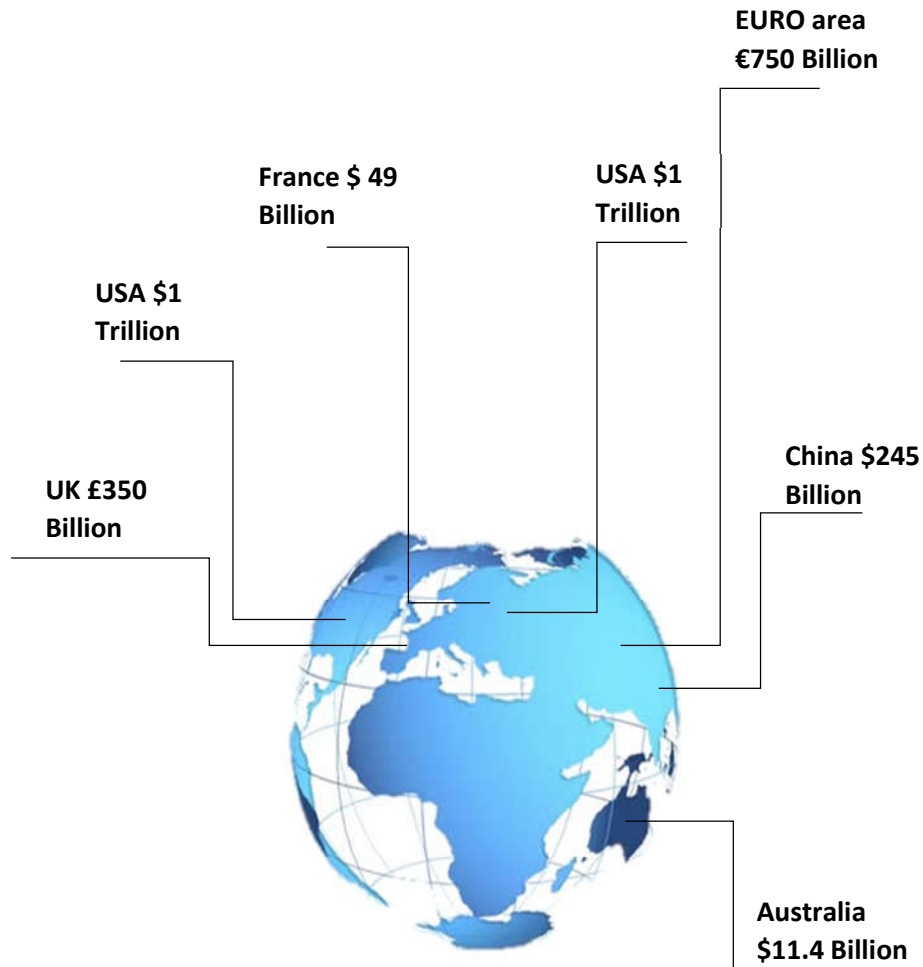 EURO area
€750 Billion
France $ 49
Billion
USA $1
Trillion
USA $1
Trillion
China $245
Billion
UK £350
Billion
Australia
$11.4 Billion